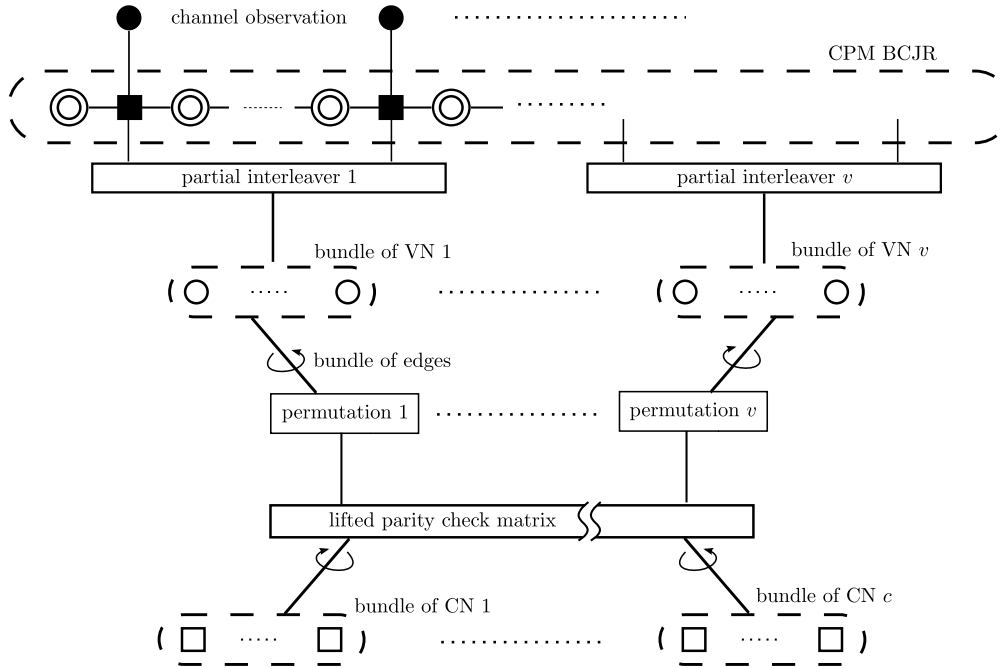 channel observation
CPM BCJR
partial interleaver 1
partial interleaver v
bundle of VN 1
bundle of VN v
bundle of edges
permutation 1
permutation v
lifted parity check matrix
bundle of CN 1
bundle of CN c